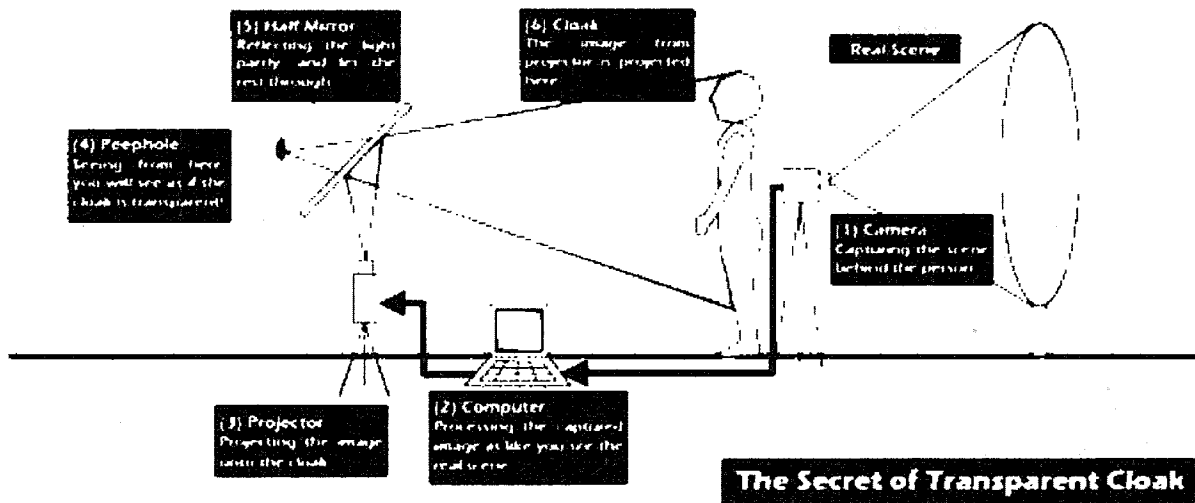 (5) Half Mirror
Reflecting the light
partly and let the
rest through
(6) Cloak
The image from
projector is projected
here
Real Scene
(4) Peephole
Seeing from here,
you will see as if the
cloak is transparent!
(1) Camera
Capturing the scene
behind the person
(3) Projector
Projecting the image
onto the cloak
(2) Computer
Processing the captured
image as like you see the
real scene
The Secret of Transparent Cloak